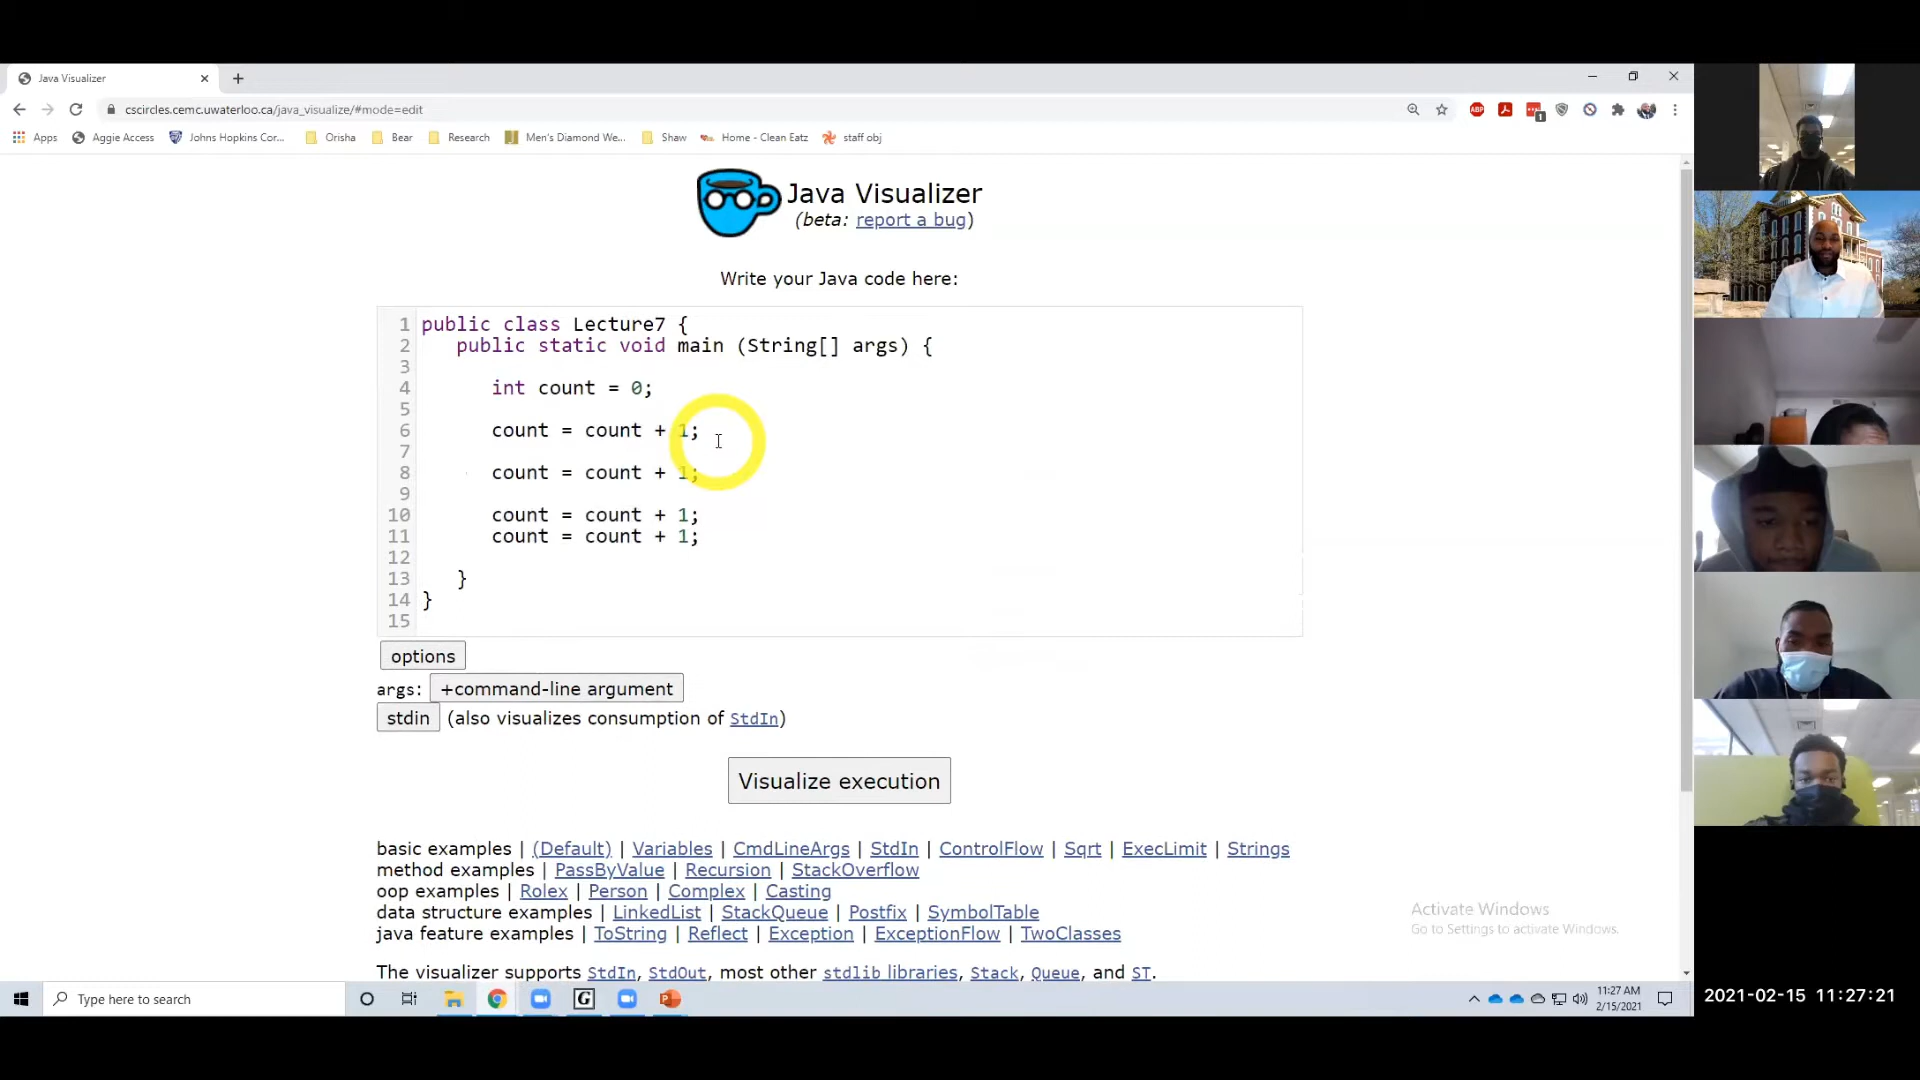 Java Visualizer
cscircles.cemc.uwaterloo.ca/java_visualize/#mode=edit
ABP
1
Apps Aggie Access Johns Hopkins Cor... Orisha Bear Research Men's Diamond We... Shaw Home - Clean Eatz staff obj
Java Visualizer
(beta: report a bug)
Write your Java code here:
1 public class Lecture7 {
2 public static void main (String[] args) {
3
4 int count = 0;
5
6 count = count + 1;
7
8 count = count + 1;
9
10 count = count + 1;
11 count = count + 1;
12
13 }
14 }
15
options
args: +command-line argument
stdin (also visualizes consumption of StdIn)
Visualize execution
basic examples | (Default) | Variables | CmdLineArgs | StdIn | ControlFlow | Sqrt | ExecLimit | Strings
method examples | PassByValue | Recursion | StackOverflow
oop examples | Rolex | Person | Complex | Casting
data structure examples | LinkedList | StackQueue | Postfix | SymbolTable
java feature examples | ToString | Reflect | Exception | ExceptionFlow | TwoClasses
The visualizer supports StdIn, StdOut, most other stdlib libraries, Stack, Queue, and ST.
Activate Windows
Go to Settings to activate Windows.
Type here to search
G
11:27 AM
2/15/2021
2021-02-15 11:27:21